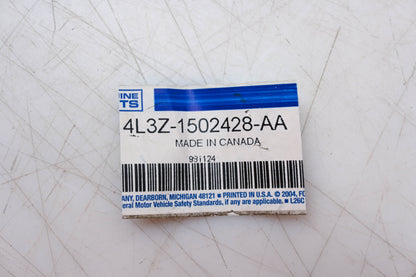 INE
TS
4L3Z-1502428-AA
MADE IN CANADA
991124
ANY, DEARBORN, MICHIGAN 48121 ■ PRINTED IN U.S.A. © 2004, FO
eral Motor Vehicle Safety Standards, if any are applicable. ■ L26C